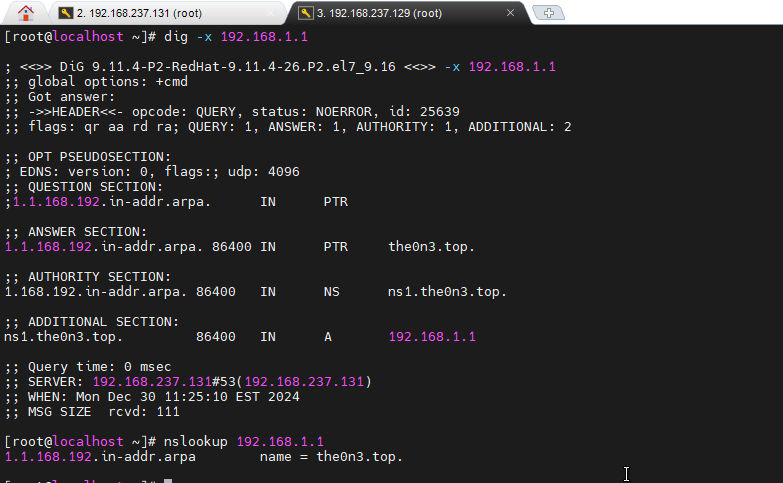 2. 192.168.237.131 (root)
3. 192.168.237.129 (root)
[root@localhost ~]# dig -x 192.168.1.1
; <<>> DiG 9.11.4-P2-RedHat-9.11.4-26.P2.el7_9.16 <<>> -x 192.168.1.1
;; global options: +cmd
;; Got answer:
;; ->>HEADER<<- opcode: QUERY, status: NOERROR, id: 25639
;; flags: qr aa rd ra; QUERY: 1, ANSWER: 1, AUTHORITY: 1, ADDITIONAL: 2
;; OPT PSEUDOSECTION:
; EDNS: version: 0, flags:; udp: 4096
;; QUESTION SECTION:
;1.1.168.192.in-addr.arpa. IN PTR
;; ANSWER SECTION:
1.1.168.192.in-addr.arpa. 86400 IN PTR the0n3.top.
;; AUTHORITY SECTION:
1.168.192.in-addr.arpa. 86400 IN NS ns1.the0n3.top.
;; ADDITIONAL SECTION:
ns1.the0n3.top. 86400 IN A 192.168.1.1
;; Query time: 0 msec
;; SERVER: 192.168.237.131#53(192.168.237.131)
;; WHEN: Mon Dec 30 11:25:10 EST 2024
;; MSG SIZE rcvd: 111
[root@localhost ~]# nslookup 192.168.1.1
1.1.168.192.in-addr.arpa name = the0n3.top.